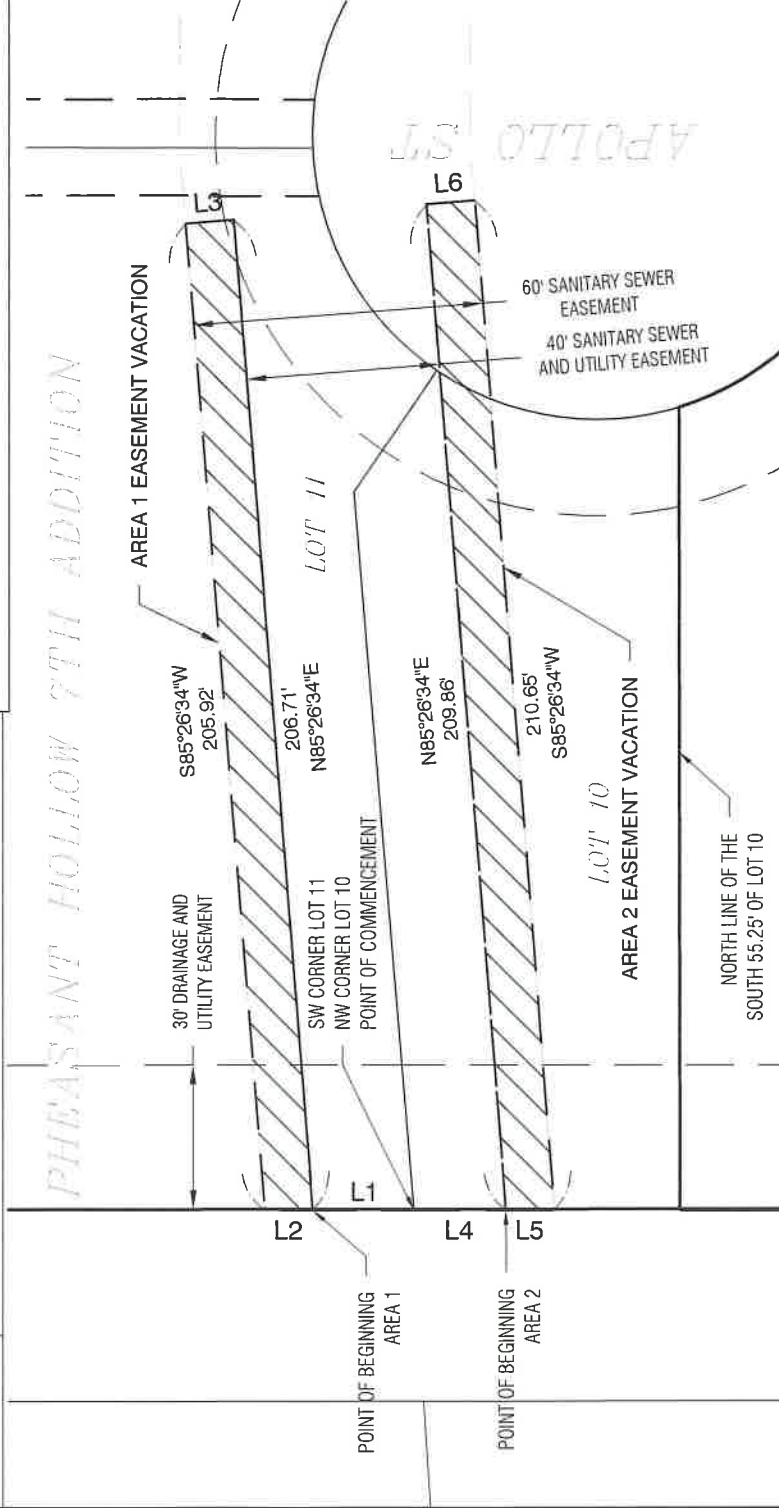 PHEASANT HOLLOW 7TH ADDITION
AREA 1 EASEMENT VACATION
L3
APOLLO ST
L6
60' SANITARY SEWER
EASEMENT
40' SANITARY SEWER
AND UTILITY EASEMENT
30' DRAINAGE AND
UTILITY EASEMENT
S85°26'34"W
205.92'
206.71'
N85°26'34"E
LOT 11
SW CORNER LOT 11
NW CORNER LOT 10
POINT OF COMMENCEMENT
N85°26'34"E
209.86'
210.65'
S85°26'34"W
LOT 10
AREA 2 EASEMENT VACATION
NORTH LINE OF THE
SOUTH 55.25' OF LOT 10
L2
L1
L4
L5
POINT OF BEGINNING
AREA 1
POINT OF BEGINNING
AREA 2